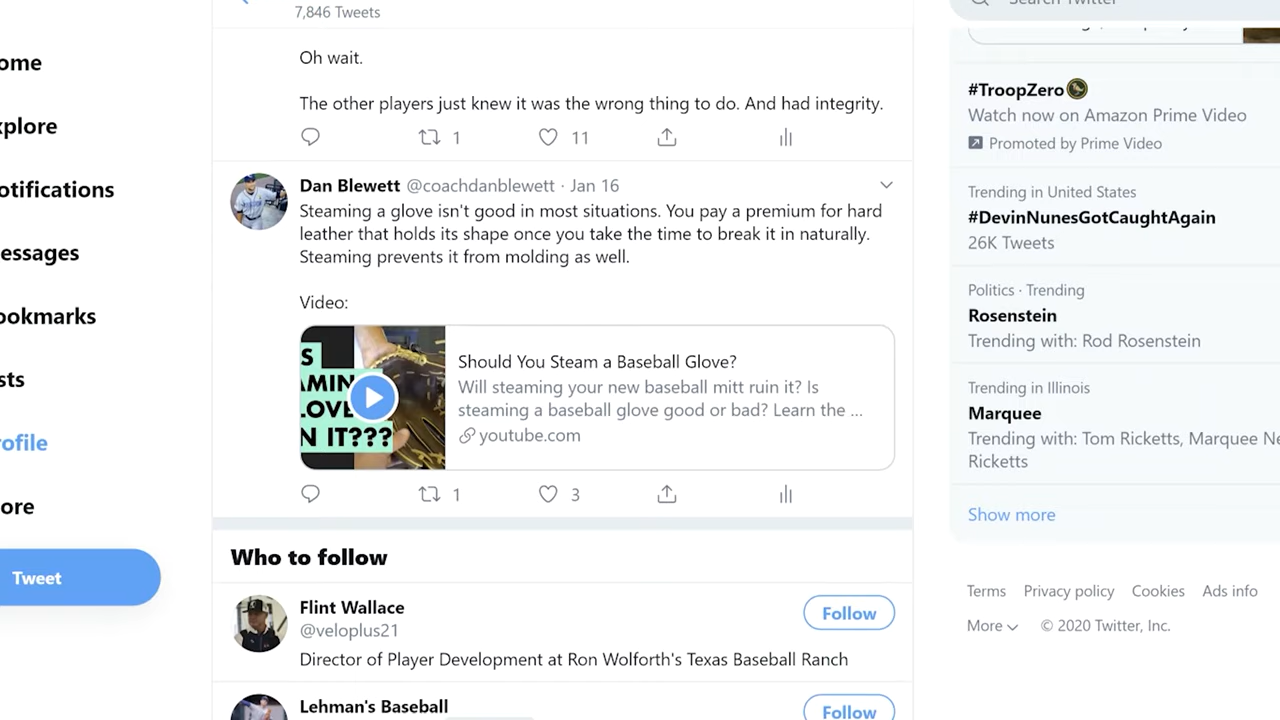 7,846 Tweets
Oh wait.
The other players just knew it was the wrong thing to do. And had integrity.
1
11
Dan Blewett @coachdanblewett · Jan 16
Steaming a glove isn't good in most situations. You pay a premium for hard
leather that holds its shape once you take the time to break it in naturally.
Steaming prevents it from molding as well.
Video:
S
AMIN
LOVE
N IT???
Should You Steam a Baseball Glove?
Will steaming your new baseball mitt ruin it? Is
steaming a baseball glove good or bad? Learn the ...
youtube.com
1
3
Who to follow
Flint Wallace
@veloplus21
Director of Player Development at Ron Wolforth's Texas Baseball Ranch
Follow
Lehman's Baseball
Follow
ome
xplore
otifications
essages
ookmarks
sts
rofile
ore
Tweet
Search Twitter
#TroopZero
Watch now on Amazon Prime Video
Promoted by Prime Video
Trending in United States
#DevinNunesGotCaughtAgain
26K Tweets
Politics · Trending
Rosenstein
Trending with: Rod Rosenstein
Trending in Illinois
Marquee
Trending with: Tom Ricketts, Marquee Ne
Ricketts
Show more
Terms Privacy policy Cookies Ads info
More © 2020 Twitter, Inc.